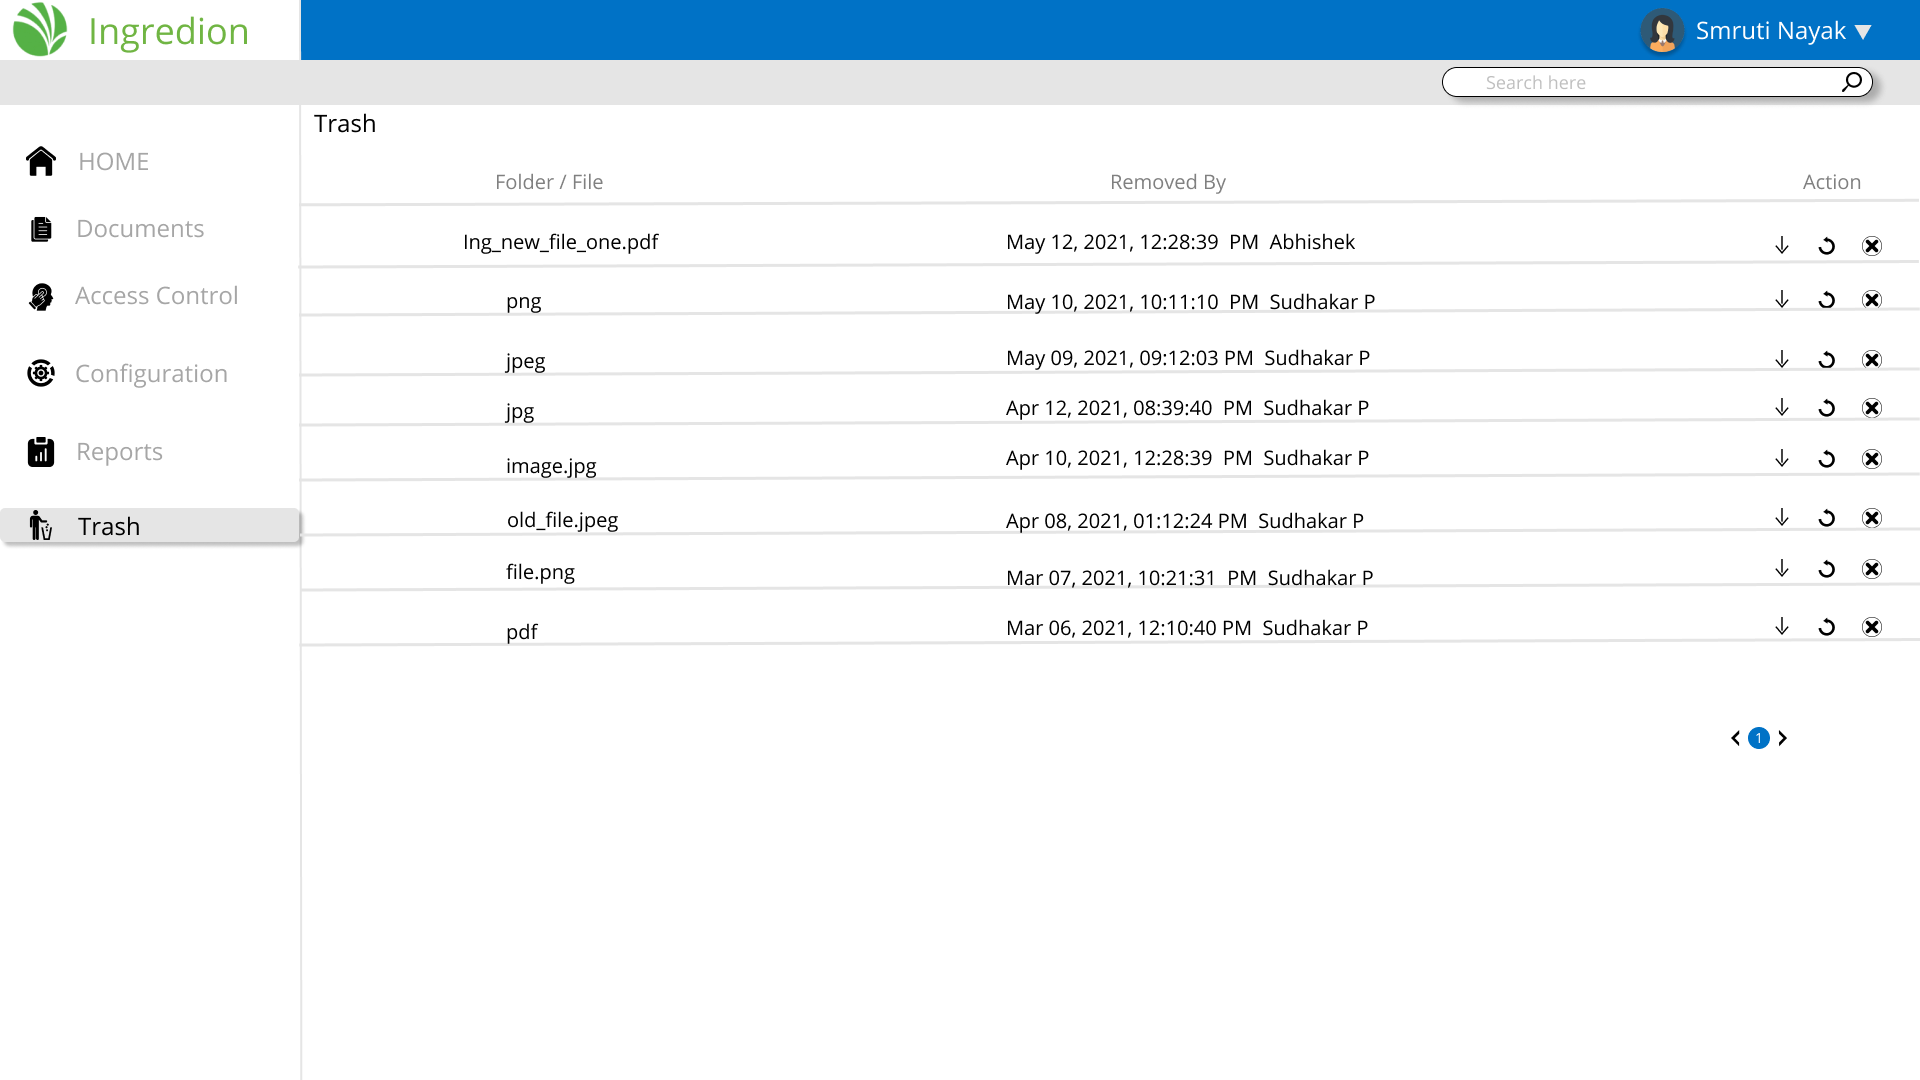 Ingredion
Smruti Nayak
Search here
Trash
HOME
Documents
Access Control
Configuration
Reports
Trash
Folder / File Removed By Action
Ing_new_file_one.pdf May 12, 2021, 12:28:39 PM Abhishek
png May 10, 2021, 10:11:10 PM Sudhakar P
jpeg May 09, 2021, 09:12:03 PM Sudhakar P
jpg Apr 12, 2021, 08:39:40 PM Sudhakar P
image.jpg Apr 10, 2021, 12:28:39 PM Sudhakar P
old_file.jpeg Apr 08, 2021, 01:12:24 PM Sudhakar P
file.png Mar 07, 2021, 10:21:31 PM Sudhakar P
pdf Mar 06, 2021, 12:10:40 PM Sudhakar P
1